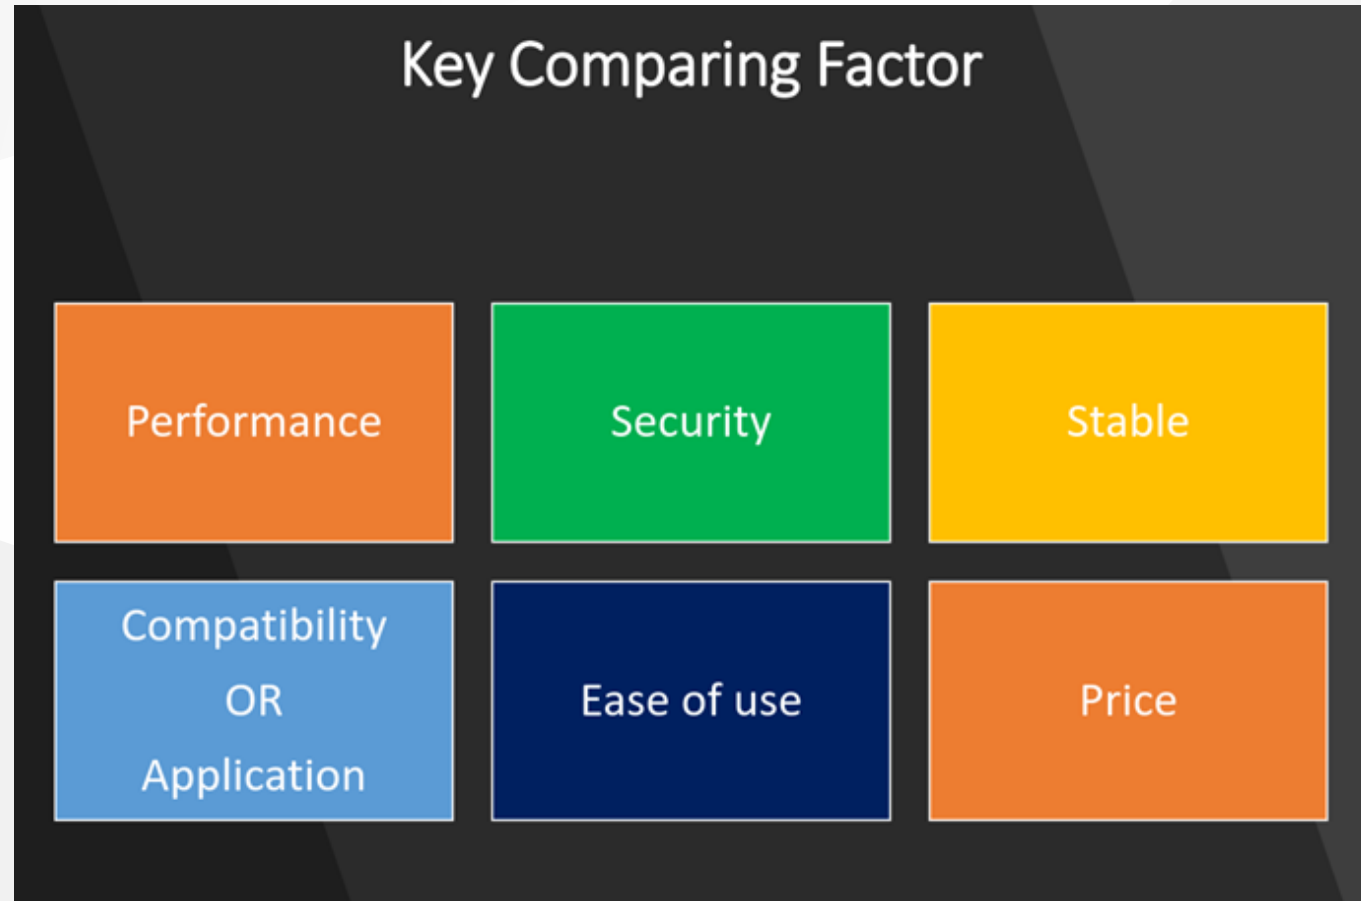 Key Comparing Factor
Performance
Security
Stable
Compatibility
OR
Application
Ease of use
Price